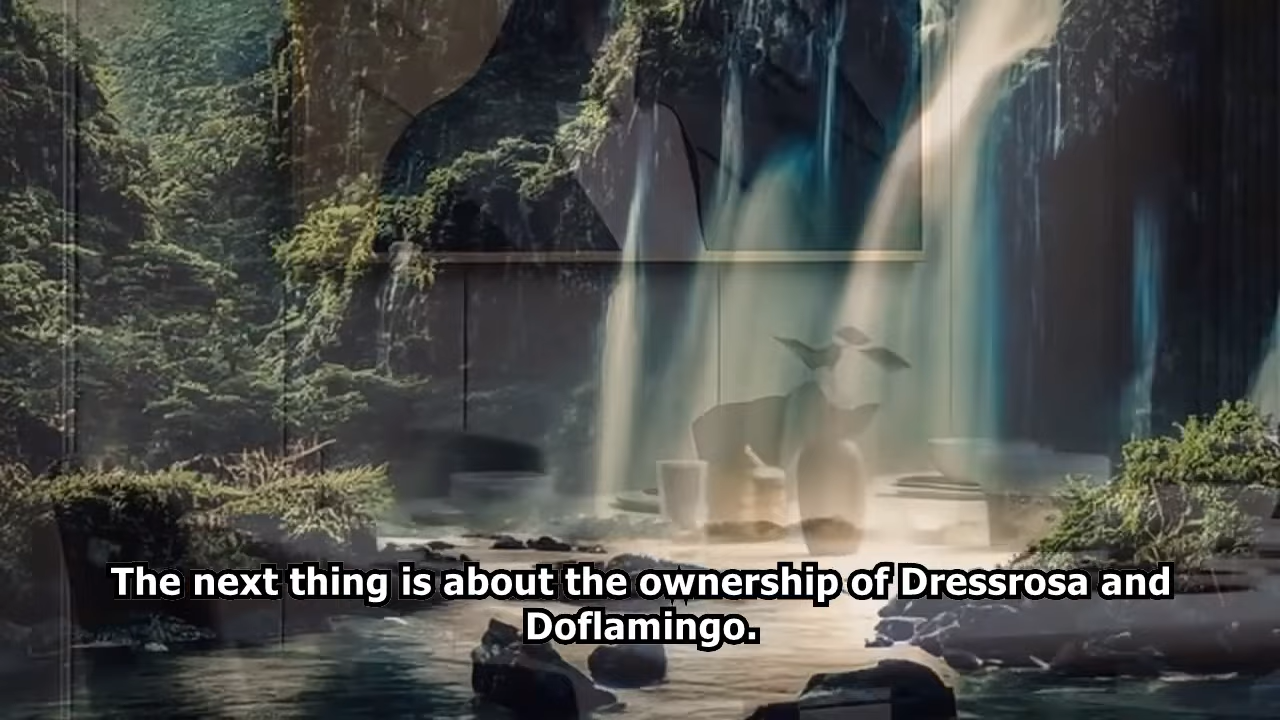 The next thing is about the ownership of Dressrosa and
Doflamingo.